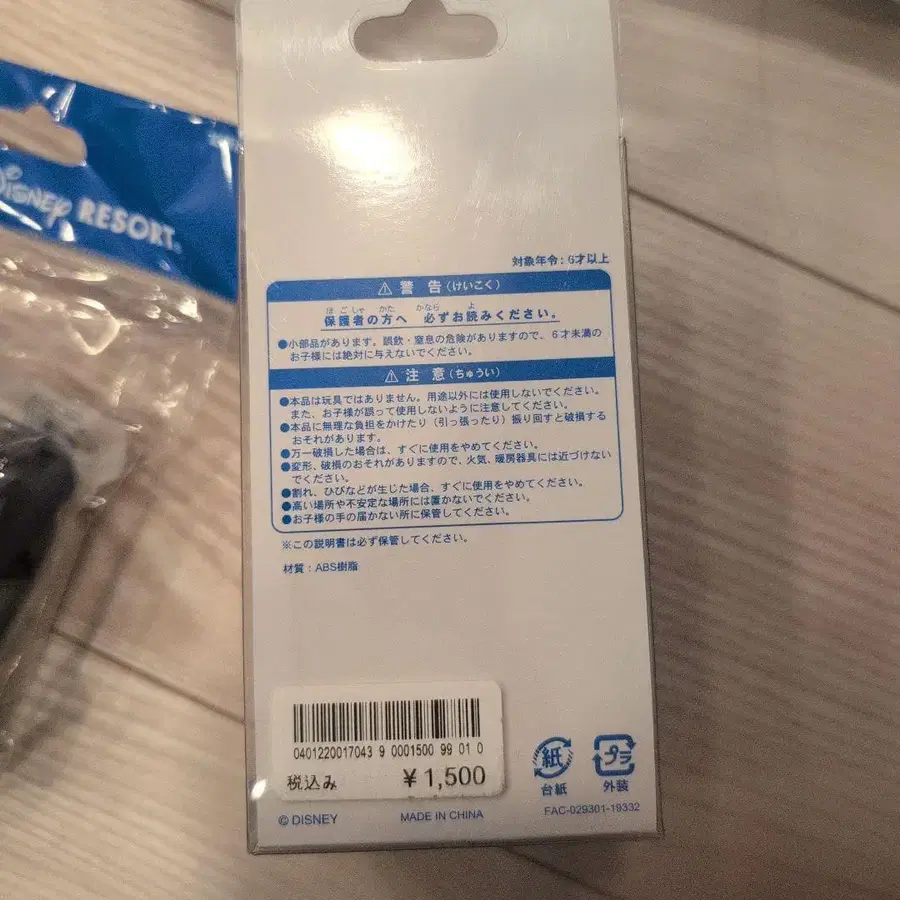 DISNEY RESORT®
対象年令：6才以上
⚠ 警告（けいこく）
ほごしゃ かた かなら よ
保護者の方へ 必ずお読みください。
●小部品があります。誤飲・窒息の危険がありますので、6才未満の
お子様には絶対に与えないでください。
⚠ 注意（ちゅうい）
●本品は玩具ではありません。用途以外には使用しないでください。
また、お子様が誤って使用しないように注意してください。
●本品に無理な負担をかけたり（引っ張ったり）振り回すと破損する
おそれがあります。
●万一破損した場合は、すぐに使用をやめてください。
●変形、破損のおそれがありますので、火気、暖房器具には近づけない
でください。
●割れ、ひびなどが生じた場合、すぐに使用をやめてください。
●高い場所や不安定な場所には置かないでください。
●お子様の手の届かない所に保管してください。
※この説明書は必ず保管してください。
材質：ABS樹脂
0401220017043 9 0001500 99 01 0
税込み ¥1,500
紙 プラ
台紙 外装
© DISNEY MADE IN CHINA FAC-029301-19332